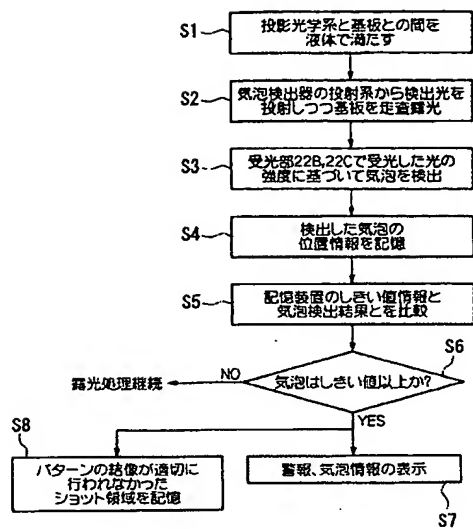 S1
投影光学系と基板との間を
液体で満たす
S2
気泡検出器の投射系から検出光を
投射しつつ基板を走査露光
S3
受光部22B,22Cで受光した光の
強度に基づいて気泡を検出
S4
検出した気泡の
位置情報を記憶
S5
記憶装置のしきい値情報と
気泡検出結果とを比較
S6
気泡はしきい値以上か?
NO
露光処理継続
YES
S8
パターンの結像が適切に
行われなかった
ショット領域を記憶
警報、気泡情報の表示
S7